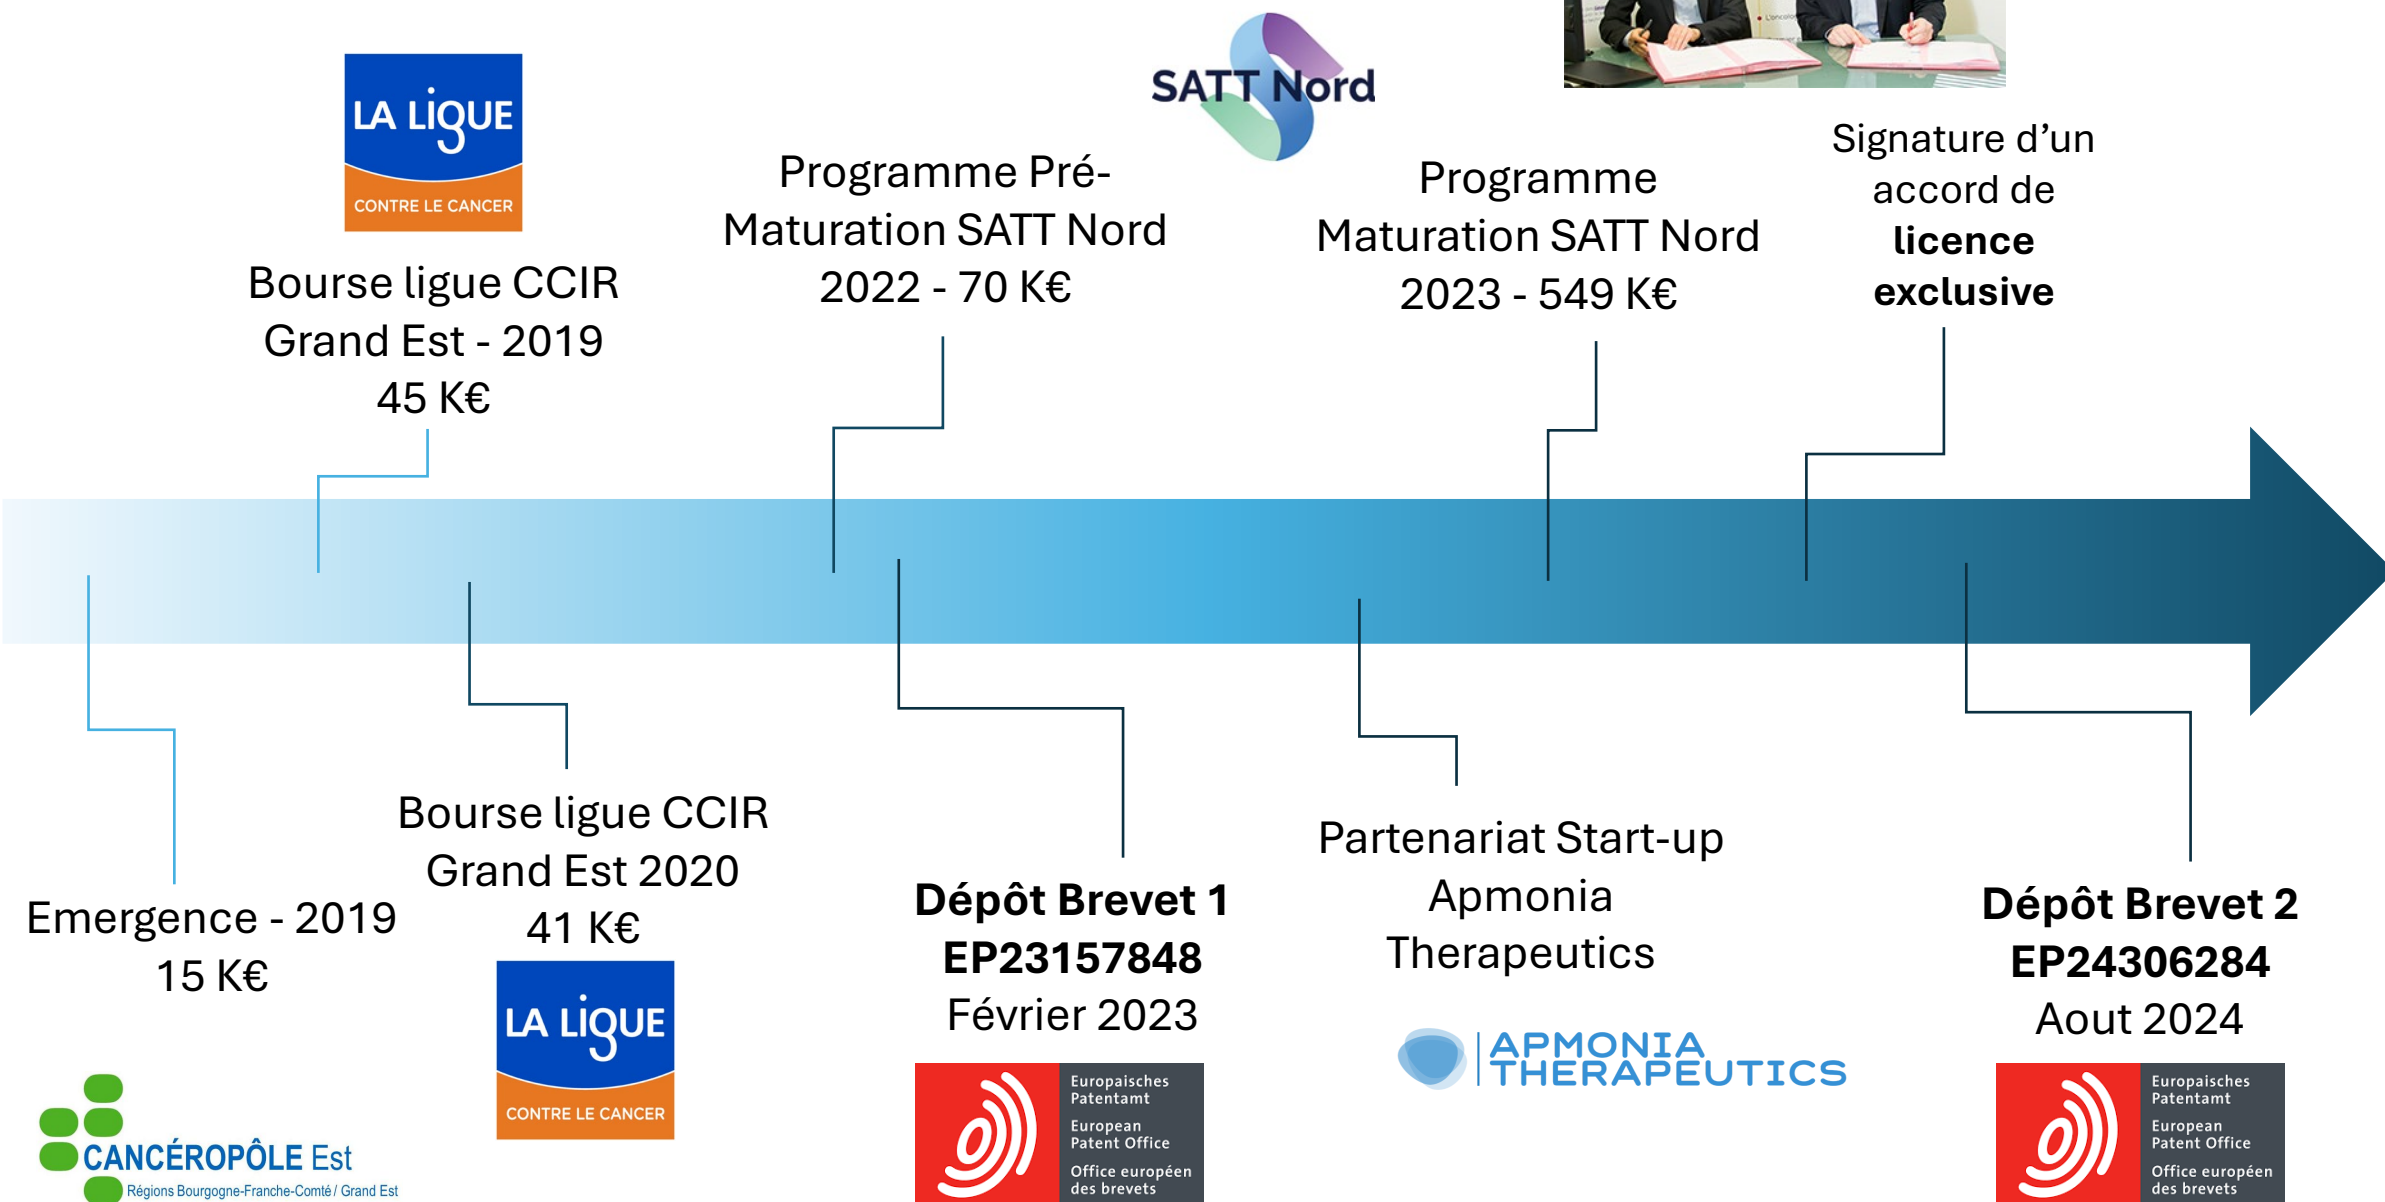 L'oncolo
SATT Nord
LA LiGUE
CONTRE LE CANCER
Bourse ligue CCIR
Grand Est - 2019
45 K€
Programme Pré-
Maturation SATT Nord
2022 - 70 K€
Programme
Maturation SATT Nord
2023 - 549 K€
Signature d’un
accord de
licence
exclusive
Emergence - 2019
15 K€
CANCÉROPÔLE Est
Régions Bourgogne-Franche-Comté / Grand Est
Bourse ligue CCIR
Grand Est 2020
41 K€
LA LiGUE
CONTRE LE CANCER
Dépôt Brevet 1
EP23157848
Février 2023
Europaisches
Patentamt
European
Patent Office
Office européen
des brevets
Partenariat Start-up
Apmonia
Therapeutics
APMONIA
THERAPEUTICS
Dépôt Brevet 2
EP24306284
Aout 2024
Europaisches
Patentamt
European
Patent Office
Office européen
des brevets